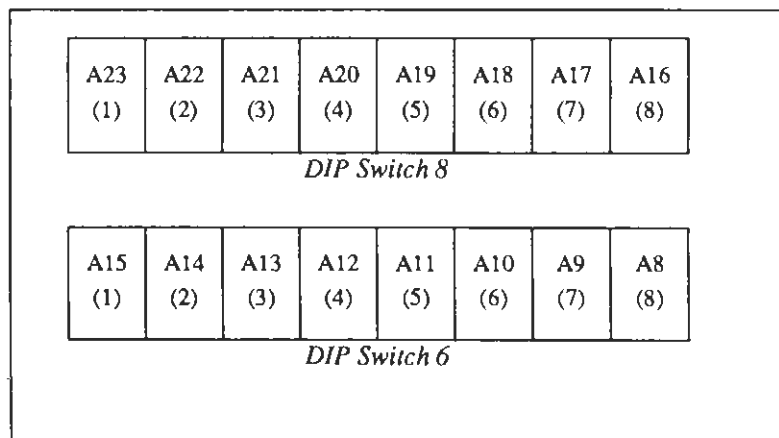 A23 A22 A21 A20 A19 A18 A17 A16
(1) (2) (3) (4) (5) (6) (7) (8)
DIP Switch 8
A15 A14 A13 A12 A11 A10 A9 A8
(1) (2) (3) (4) (5) (6) (7) (8)
DIP Switch 6